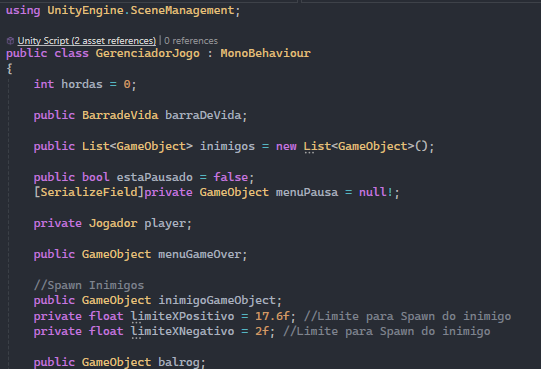 using UnityEngine.SceneManagement;
Unity Script (2 asset references) | 0 references
public class GerenciadorJogo : MonoBehaviour
{
int hordas = 0;
public BarradeVida barraDeVida;
public List<GameObject> inimigos = new List<GameObject>();
public bool estaPausado = false;
[SerializeField]private GameObject menuPausa = null!;
private Jogador player;
public GameObject menuGameOver;
//Spawn Inimigos
public GameObject inimigoGameObject;
private float limiteXPositivo = 17.6f; //Limite para Spawn do inimigo
private float limiteXNegativo = 2f; //Limite para Spawn do inimigo
public GameObject balrog;